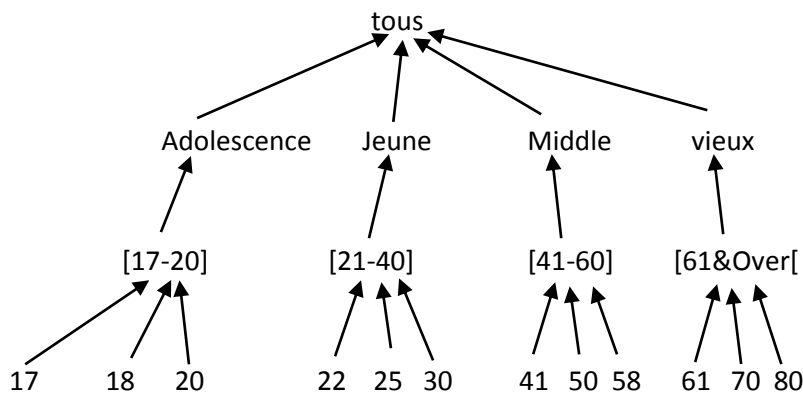 tous
Adolescence Jeune Middle vieux
[17-20] [21-40] [41-60] [61&Over[
17 18 20 22 25 30 41 50 58 61 70 80